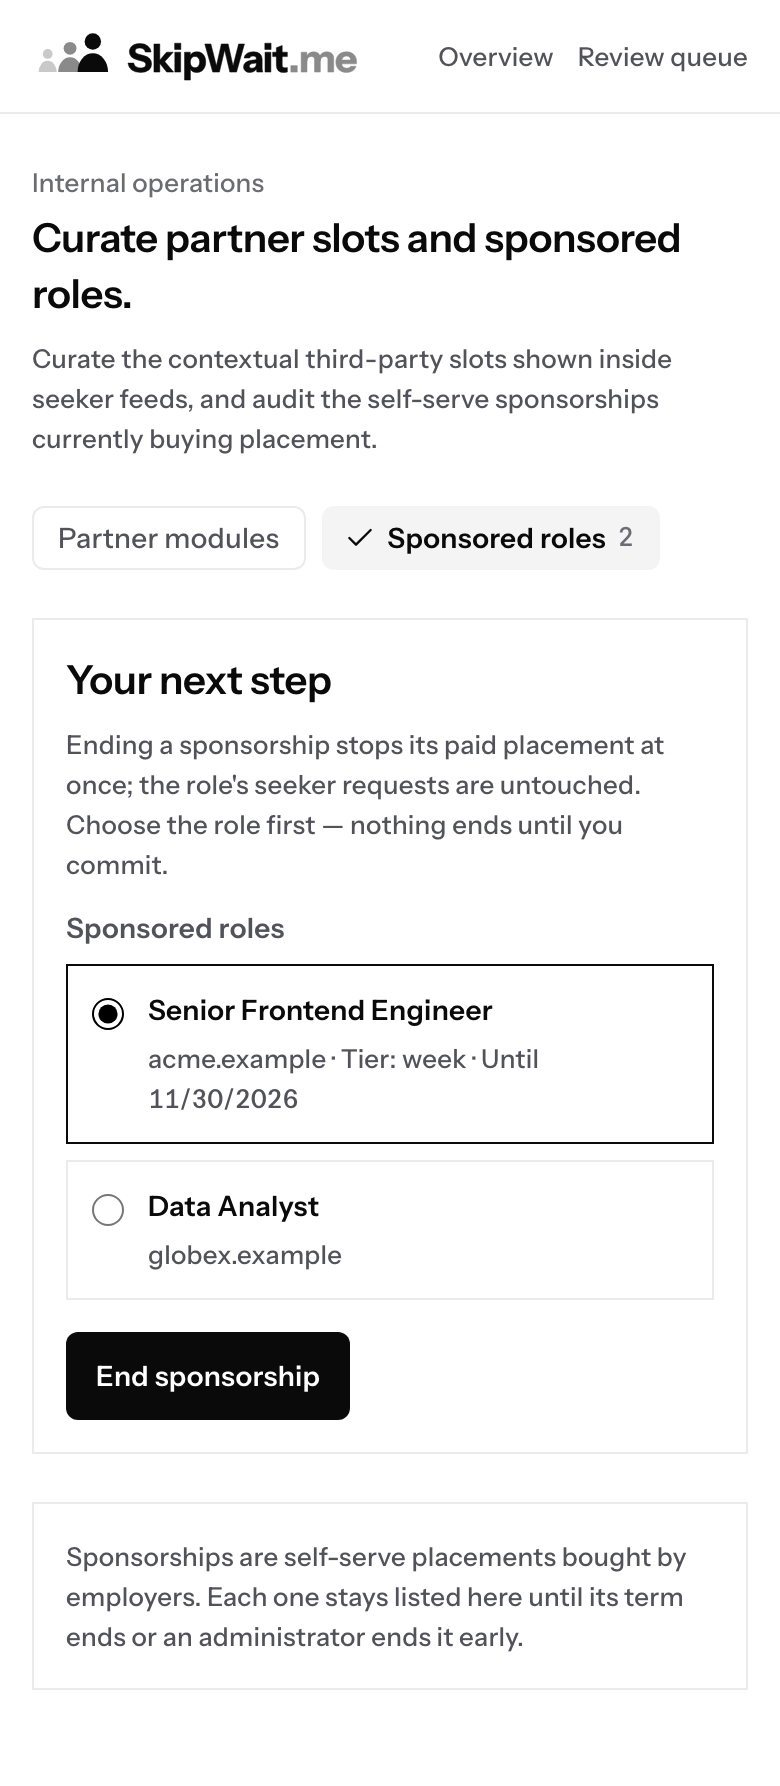 SkipWait.me
Overview
Review queue
Internal operations
Curate partner slots and sponsored
roles.
Curate the contextual third-party slots shown inside
seeker feeds, and audit the self-serve sponsorships
currently buying placement.
Partner modules
Sponsored roles 2
Your next step
Ending a sponsorship stops its paid placement at
once; the role's seeker requests are untouched.
Choose the role first — nothing ends until you
commit.
Sponsored roles
Senior Frontend Engineer
acme.example · Tier: week · Until
11/30/2026
Data Analyst
globex.example
End sponsorship
Sponsorships are self-serve placements bought by
employers. Each one stays listed here until its term
ends or an administrator ends it early.